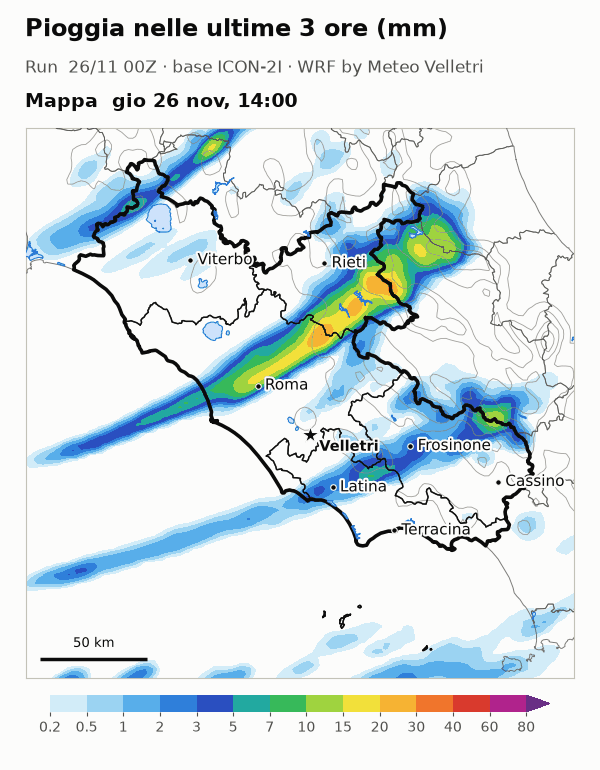 Pioggia nelle ultime 3 ore (mm)
Run  26/11 00Z · base ICON-2I · WRF by Meteo Velletri
Mappa  gio 26 nov, 14:00
Viterbo
Rieti
Roma
Velletri
Frosinone
Latina
Cassino
Terracina
50 km
0.2 0.5 1 2 3 5 7 10 15 20 30 40 60 80